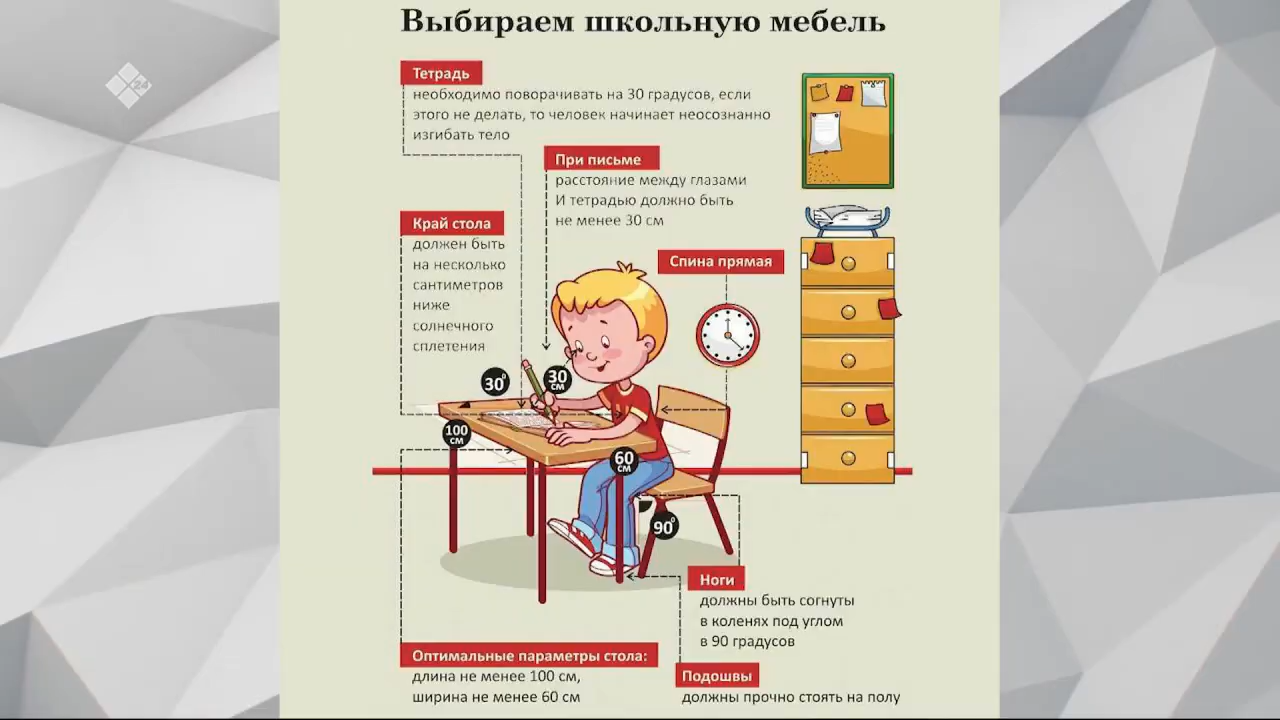 Выбираем школьную мебель
24
Тетрадь
необходимо поворачивать на 30 градусов, если
этого не делать, то человек начинает неосознанно
изгибать тело
При письме
расстояние между глазами
И тетрадью должно быть
не менее 30 см
Край стола
должен быть
на несколько
сантиметров
ниже
солнечного
сплетения
Спина прямая
30°
30
см
100
см
60
см
90°
Ноги
должны быть согнуты
в коленях под углом
в 90 градусов
Оптимальные параметры стола:
длина не менее 100 см,
ширина не менее 60 см
Подошвы
должны прочно стоять на полу